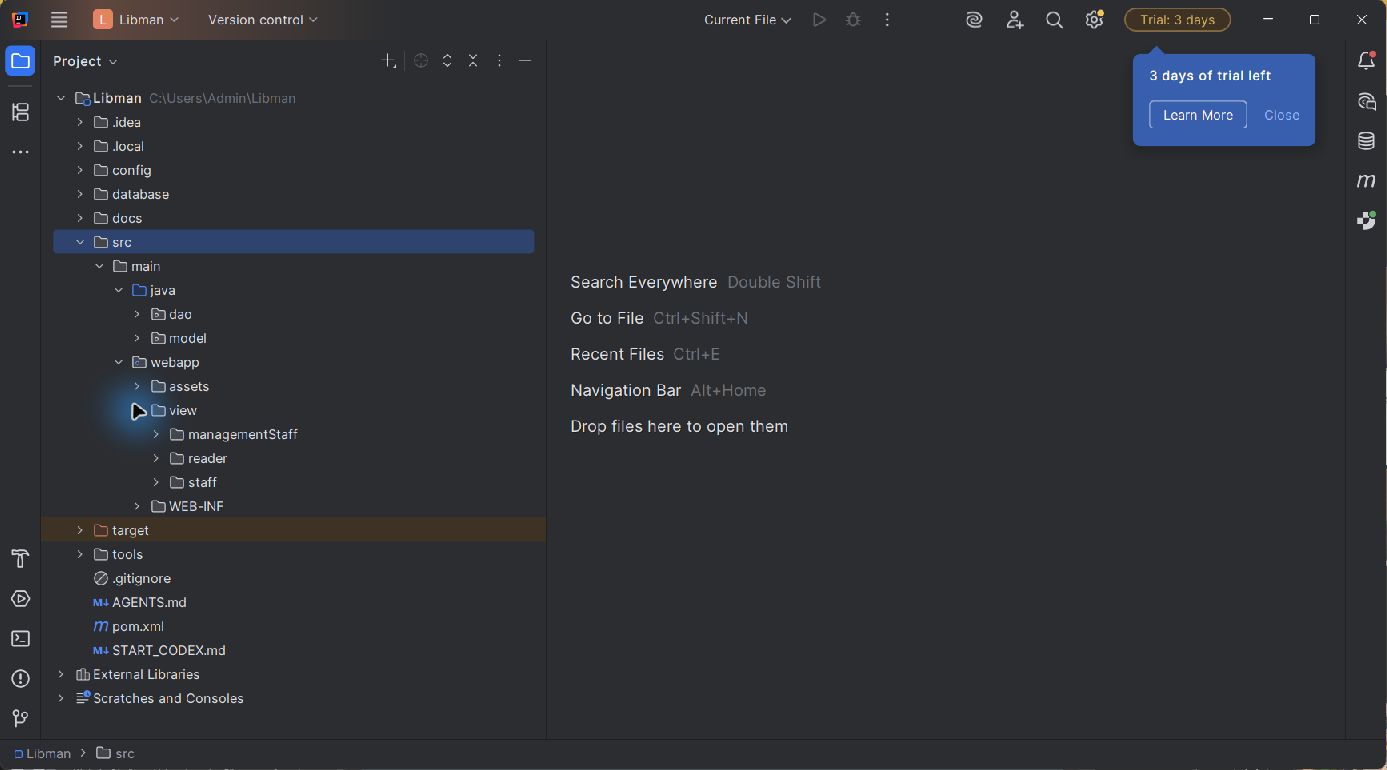 L Libman
Version control
Current File
Trial: 3 days
Project
3 days of trial left
Learn More
Close
Libman C:\Users\Admin\Libman
.idea
.local
config
database
docs
src
main
java
dao
model
webapp
assets
view
managementStaff
reader
staff
WEB-INF
target
tools
.gitignore
M↓ AGENTS.md
m pom.xml
M↓ START_CODEX.md
External Libraries
Scratches and Consoles
Search Everywhere Double Shift
Go to File Ctrl+Shift+N
Recent Files Ctrl+E
Navigation Bar Alt+Home
Drop files here to open them
m
Libman > src